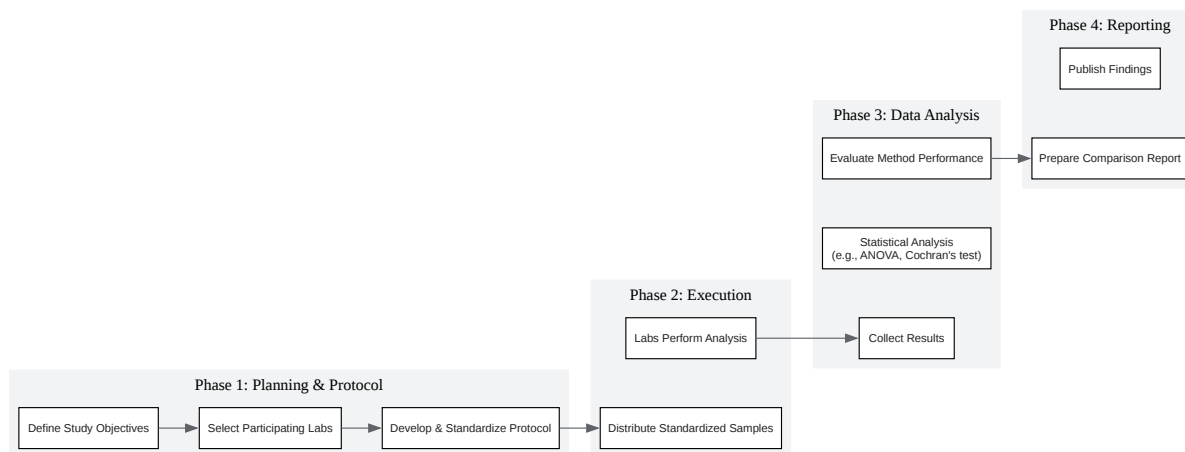 Phase 4: Reporting
Publish Findings
Prepare Comparison Report
Phase 3: Data Analysis
Evaluate Method Performance
Statistical Analysis
(e.g., ANOVA, Cochran's test)
Collect Results
Phase 2: Execution
Labs Perform Analysis
Distribute Standardized Samples
Phase 1: Planning & Protocol
Define Study Objectives
Select Participating Labs
Develop & Standardize Protocol